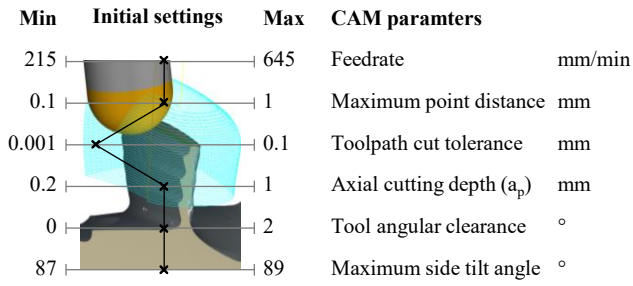 Min Initial settings Max CAM paramters
215 645 Feedrate mm/min
0.1 1 Maximum point distance mm
0.001 0.1 Toolpath cut tolerance mm
0.2 1 Axial cutting depth (ap) mm
0 2 Tool angular clearance °
87 89 Maximum side tilt angle °